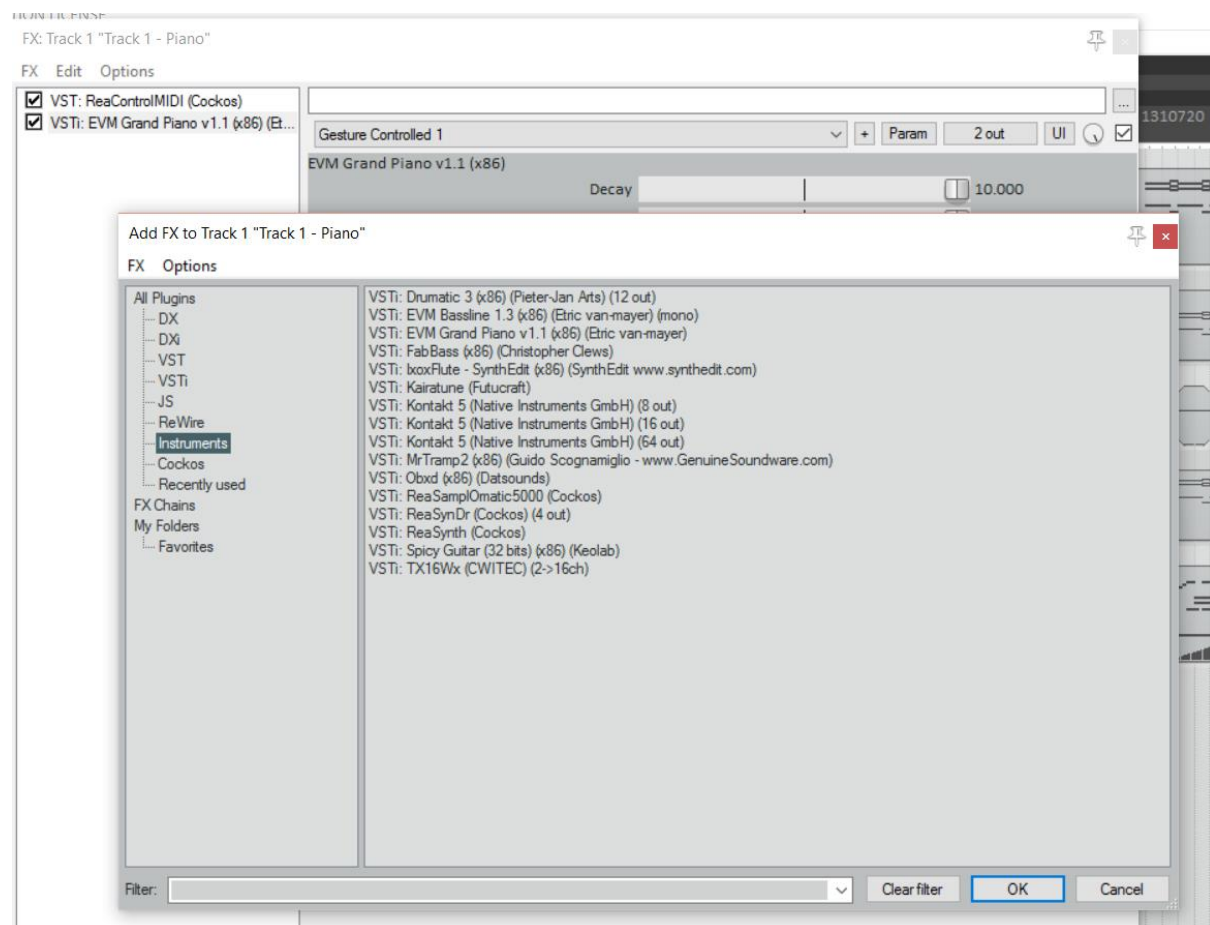 FX: Track 1 "Track 1 - Piano"
FX Edit Options
VST: ReaControlMIDI (Cockos)
VSTi: EVM Grand Piano v1.1 (x86) (Et...
...
Gesture Controlled 1
+ Param 2 out UI
1310720
EVM Grand Piano v1.1 (x86)
Decay 10.000
Add FX to Track 1 "Track 1 - Piano"
FX Options
All Plugins
DX
DXi
VST
VSTi
JS
ReWire
Instruments
Cockos
Recently used
FX Chains
My Folders
Favorites
VSTi: Drumatic 3 (x86) (Pieter-Jan Arts) (12 out)
VSTi: EVM Bassline 1.3 (x86) (Etric van-mayer) (mono)
VSTi: EVM Grand Piano v1.1 (x86) (Etric van-mayer)
VSTi: FabBass (x86) (Christopher Clews)
VSTi: IxoxFlute - SynthEdit (x86) (SynthEdit www.synthedit.com)
VSTi: Kairatune (Futucraft)
VSTi: Kontakt 5 (Native Instruments GmbH) (8 out)
VSTi: Kontakt 5 (Native Instruments GmbH) (16 out)
VSTi: Kontakt 5 (Native Instruments GmbH) (64 out)
VSTi: MrTramp2 (x86) (Guido Scognamiglio - www.GenuineSoundware.com)
VSTi: Obxd (x86) (Datsounds)
VSTi: ReaSamplOmatic5000 (Cockos)
VSTi: ReaSynDr (Cockos) (4 out)
VSTi: ReaSynth (Cockos)
VSTi: Spicy Guitar (32 bits) (x86) (Keolab)
VSTi: TX16Wx (CWITEC) (2->16ch)
Filter: Clear filter OK Cancel